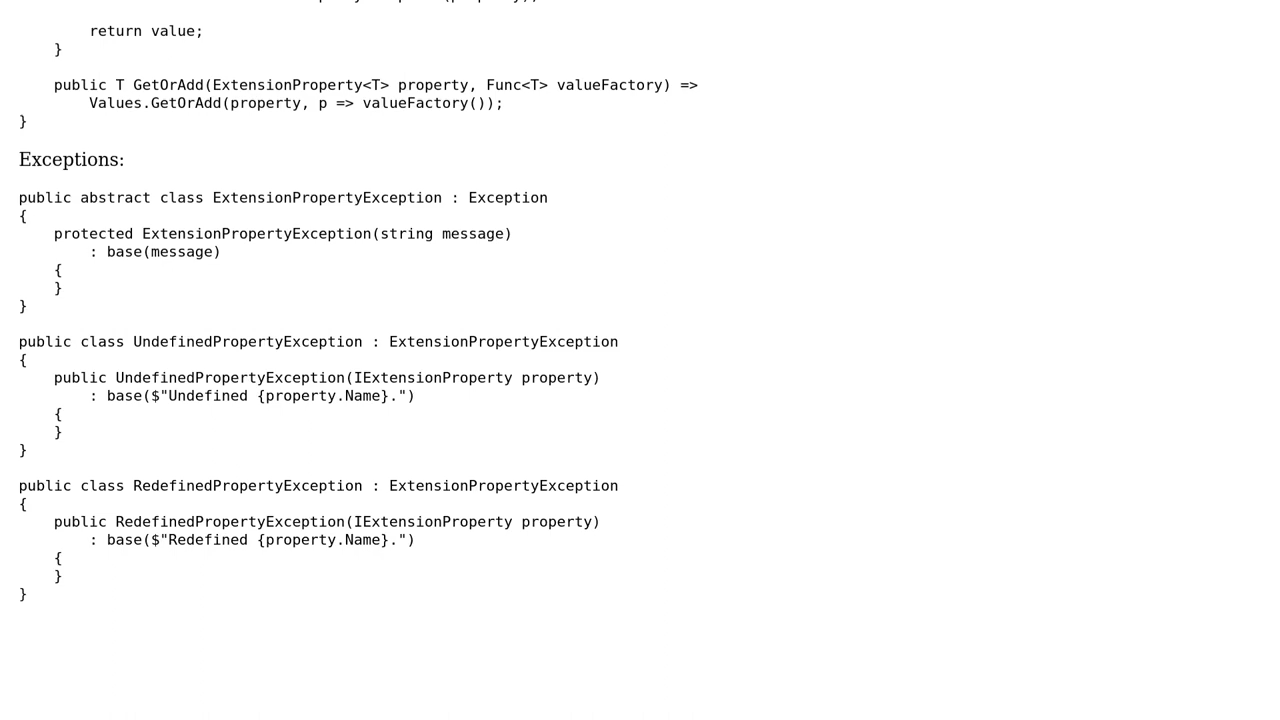 return value;
    }

    public T GetOrAdd(ExtensionProperty<T> property, Func<T> valueFactory) =>
        Values.GetOrAdd(property, p => valueFactory());
}

Exceptions:

public abstract class ExtensionPropertyException : Exception
{
    protected ExtensionPropertyException(string message)
        : base(message)
    {
    }
}

public class UndefinedPropertyException : ExtensionPropertyException
{
    public UndefinedPropertyException(IExtensionProperty property)
        : base($"Undefined {property.Name}.")
    {
    }
}

public class RedefinedPropertyException : ExtensionPropertyException
{
    public RedefinedPropertyException(IExtensionProperty property)
        : base($"Redefined {property.Name}.")
    {
    }
}